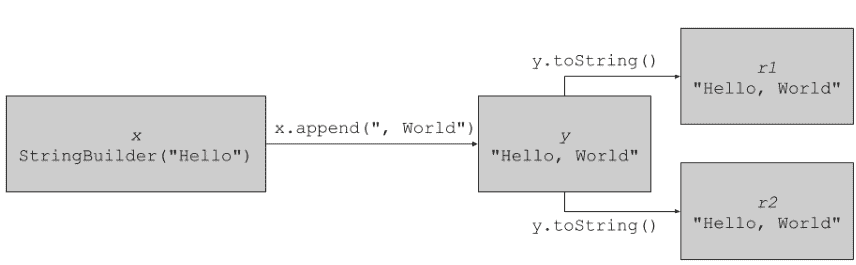 x
StringBuilder("Hello")
x.append(", World")
y
"Hello, World"
y.toString()
r1
"Hello, World"
y.toString()
r2
"Hello, World"